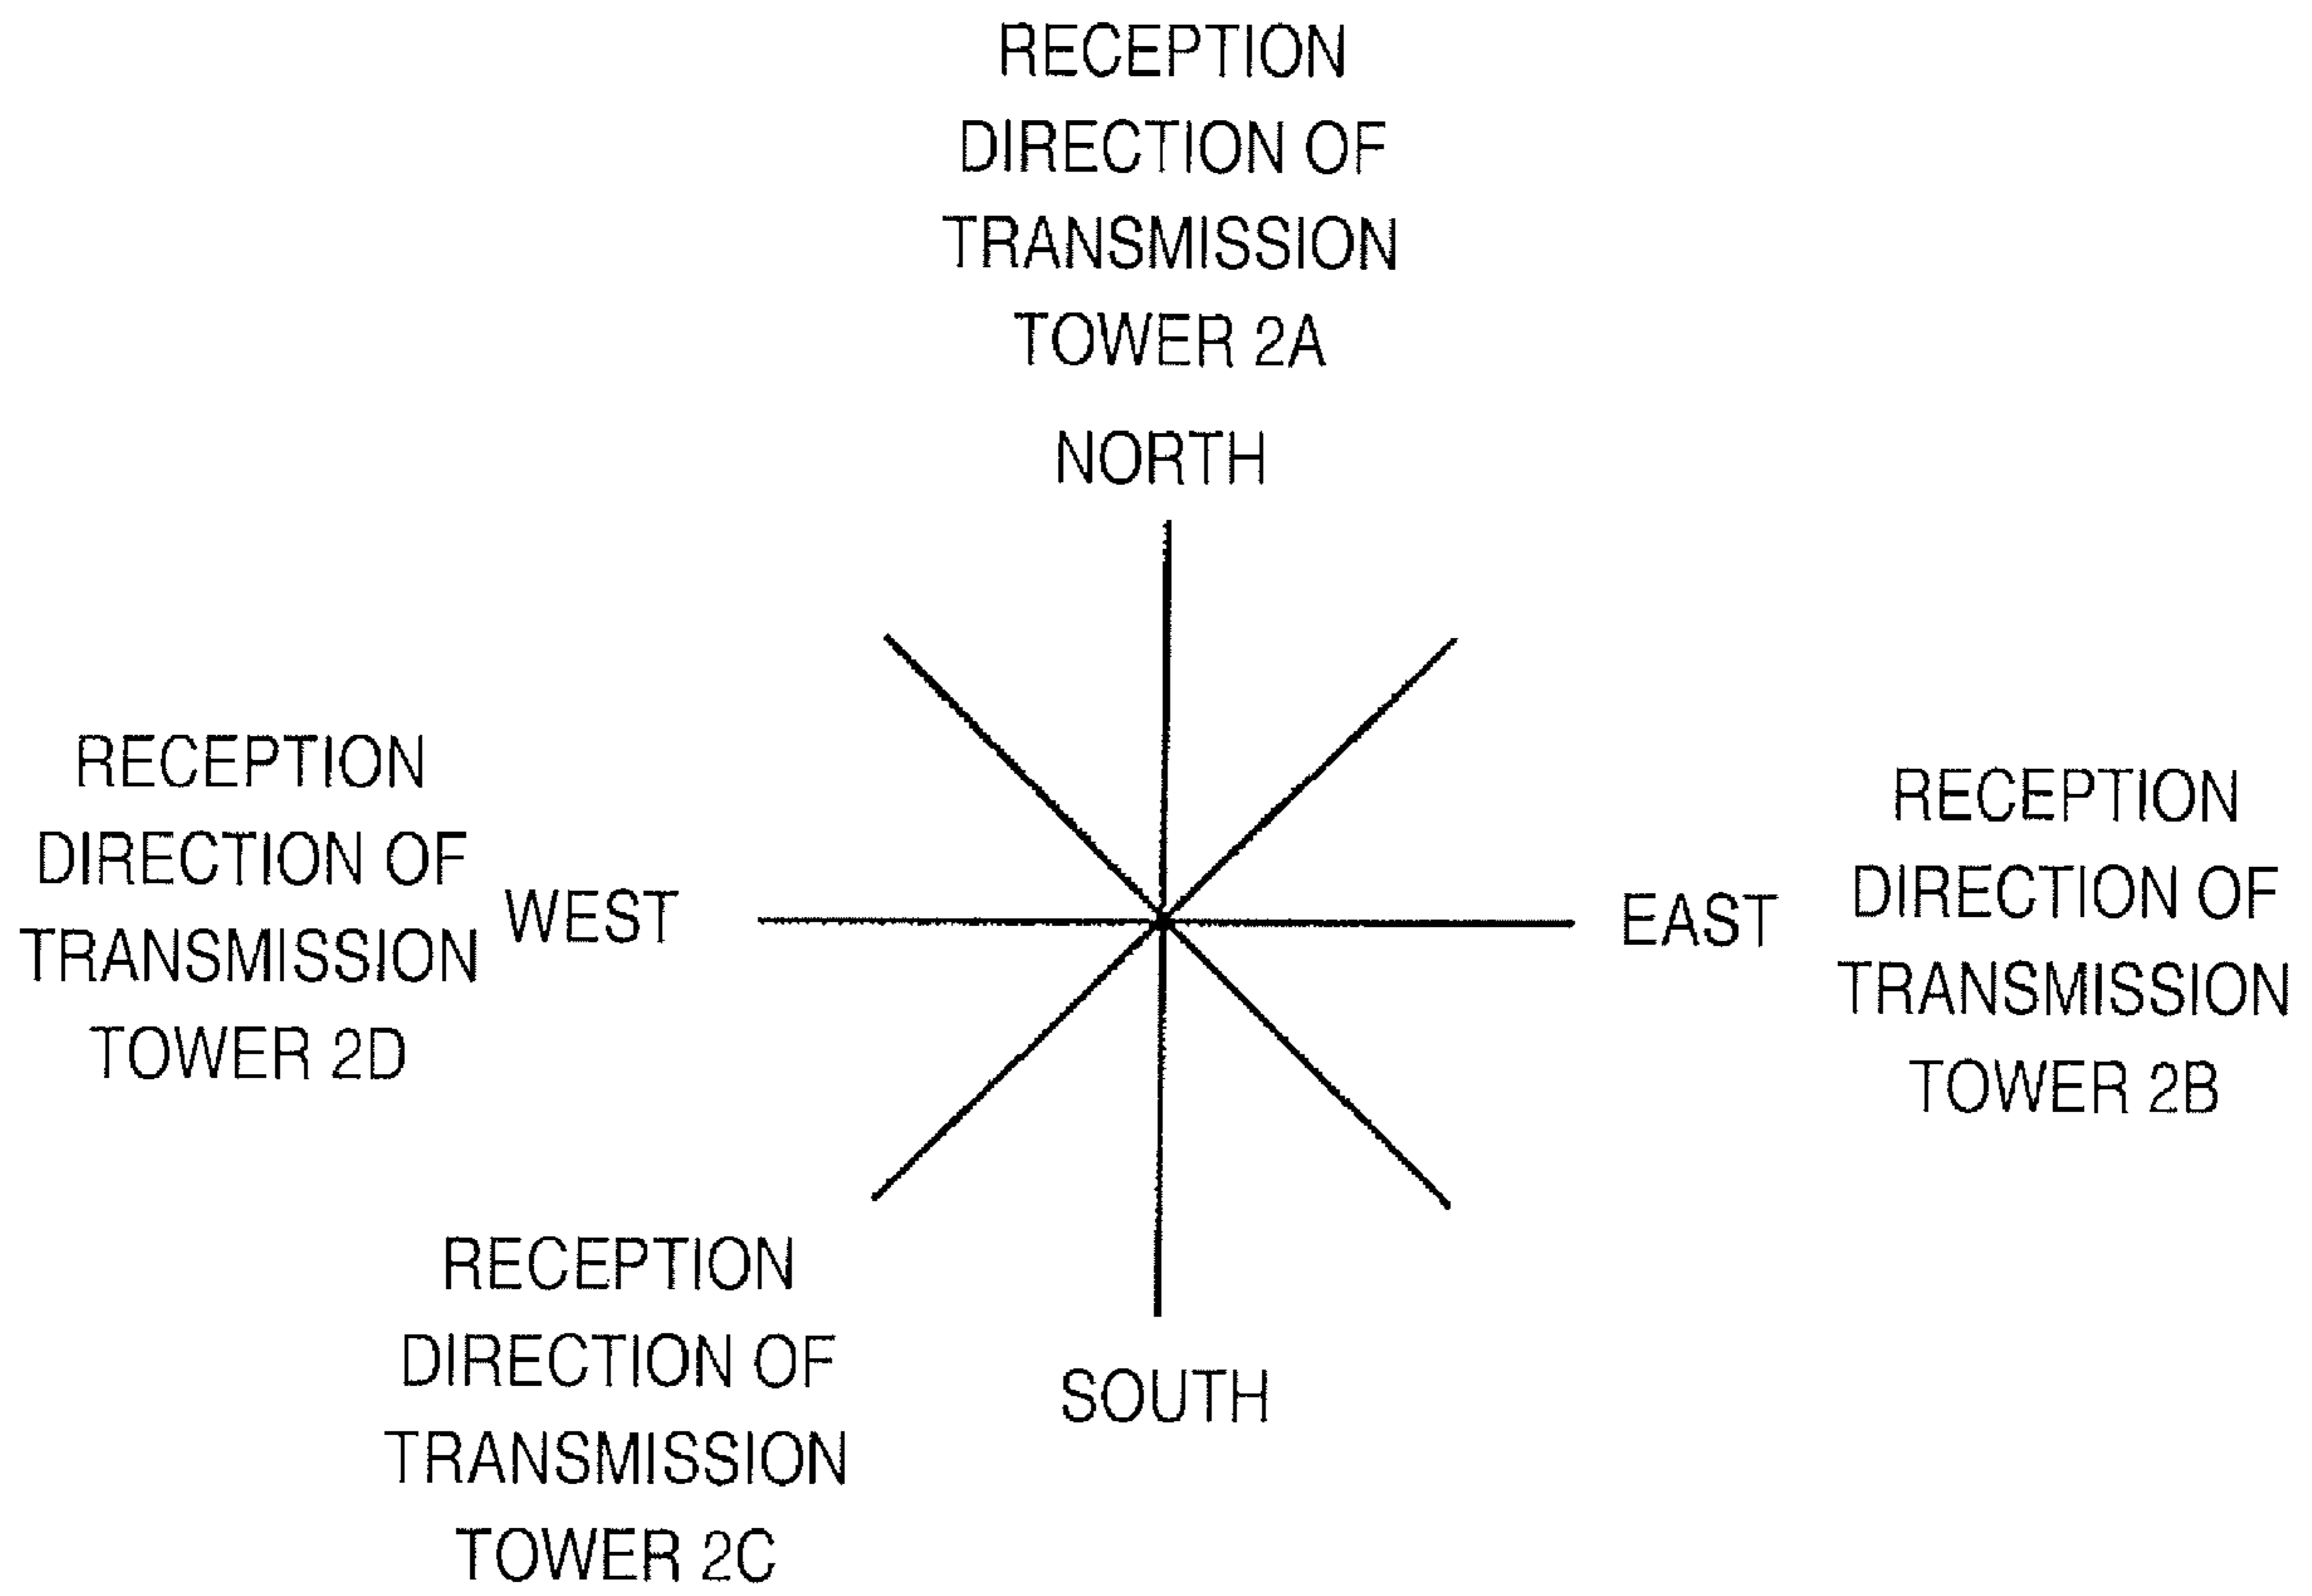 RECEPTION
DIRECTION OF
TRANSMISSION
TOWER 2A
NORTH
RECEPTION
DIRECTION OF
TRANSMISSION
TOWER 2D
WEST
EAST
RECEPTION
DIRECTION OF
TRANSMISSION
TOWER 2B
RECEPTION
DIRECTION OF
TRANSMISSION
TOWER 2C
SOUTH